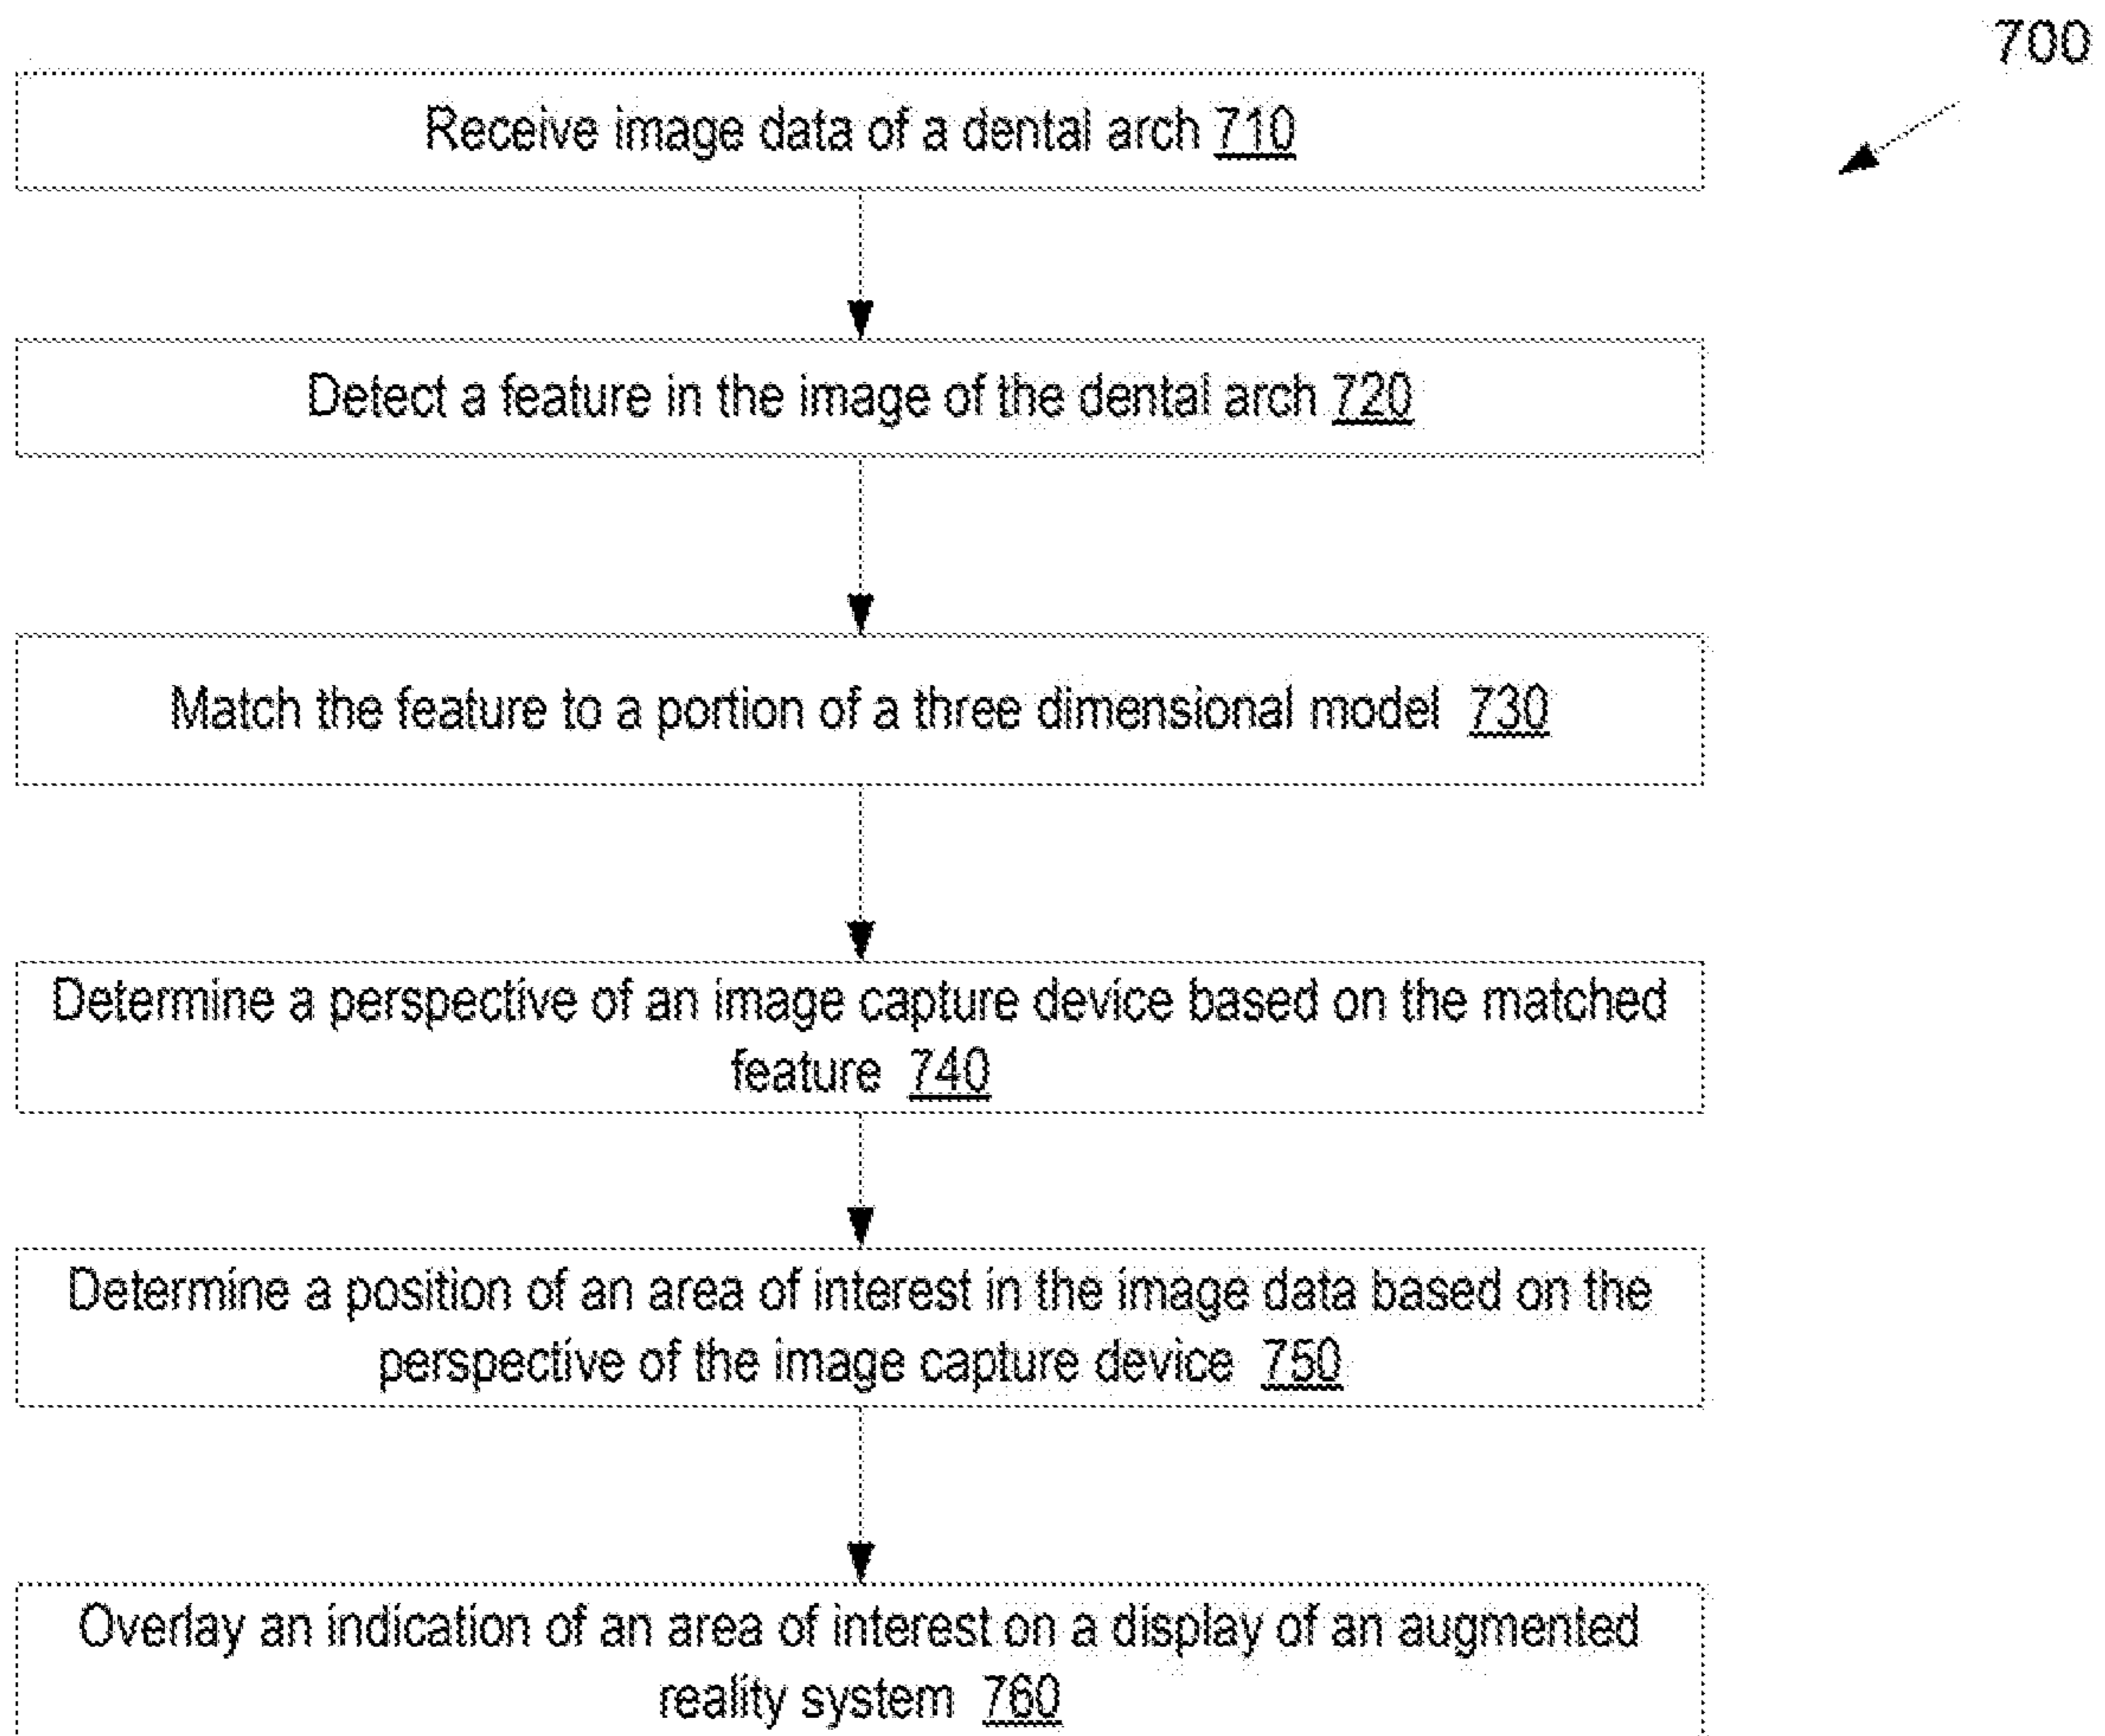 700
Receive image data of a dental arch 710
Detect a feature in the image of the dental arch 720
Match the feature to a portion of a three dimensional model 730
Determine a perspective of an image capture device based on the matched
feature 740
Determine a position of an area of interest in the image data based on the
perspective of the image capture device 750
Overlay an indication of an area of interest on a display of an augmented
reality system 760